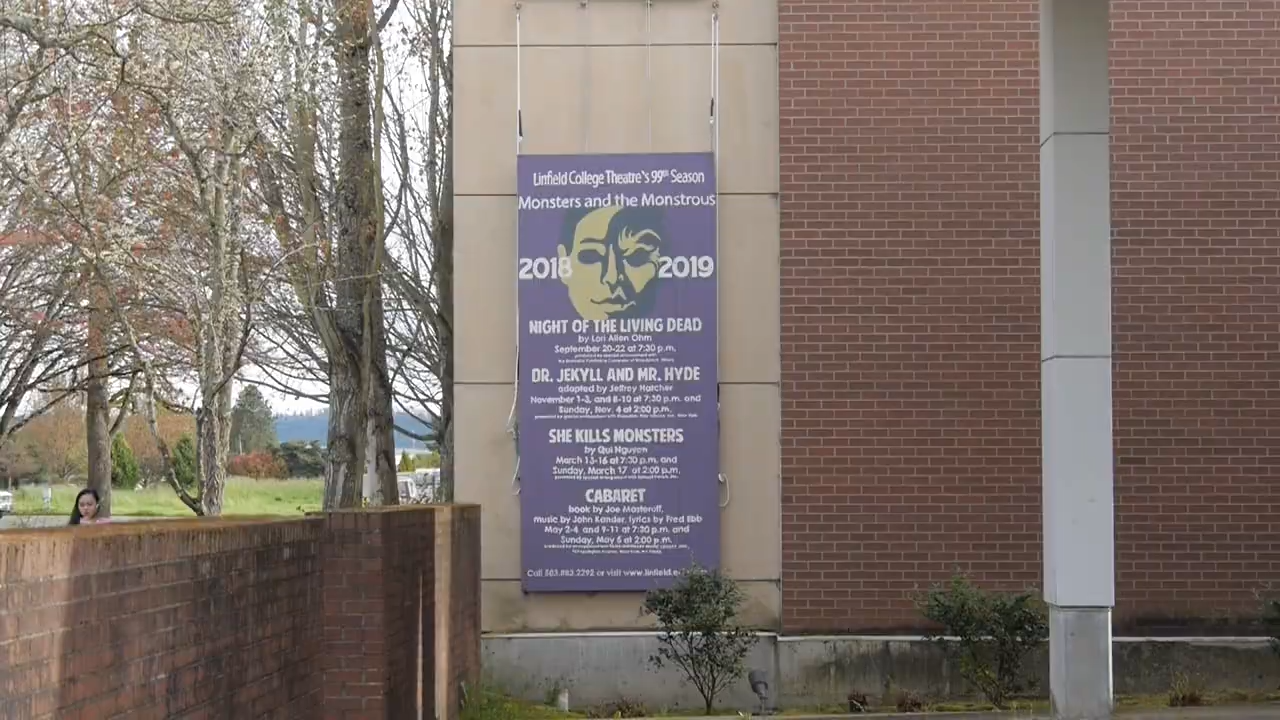 Linfield College Theatre's 99th Season
Monsters and the Monstrous
2018 2019
NIGHT OF THE LIVING DEAD
by Lori Allen Ohm
September 20-22 at 7:30 p.m.
DR. JEKYLL AND MR. HYDE
adapted by Jeffrey Hatcher
November 1-3, and 8-10 at 7:30 p.m. and
Sunday, Nov. 4 at 2:00 p.m.
SHE KILLS MONSTERS
by Qui Nguyen
March 13-16 at 7:30 p.m. and
Sunday, March 17 at 2:00 p.m.
CABARET
book by Joe Masteroff,
music by John Kander, lyrics by Fred Ebb
May 2-4 and 9-11 at 7:30 p.m. and
Sunday, May 5 at 2:00 p.m.
Call 503.883.2292 or visit www.linfield.e